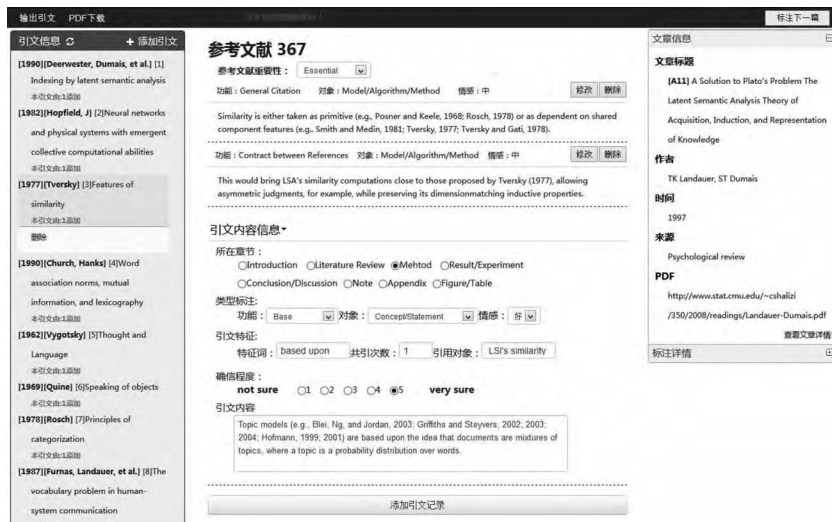 输出引文 PDF下载
标注下一篇
引文信息 + 添加引文
[1990][Deerwester, Dumais, et al.] [1]
Indexing by latent semantic analysis
本引文由:1添加
[1982][Hopfield, J] [2]Neural networks
and physical systems with emergent
collective computational abilities
本引文由:1添加
[1977][Tversky] [3]Features of
similarity
本引文由:1添加
删除
[1990][Church, Hanks] [4]Word
association norms, mutual
information, and lexicography
本引文由:1添加
[1962][Vygotsky] [5]Thought and
Language
本引文由:1添加
[1969][Quine] [6]Speaking of objects
本引文由:1添加
[1978][Rosch] [7]Principles of
categorization
本引文由:1添加
[1987][Furnas, Landauer, et al.] [8]The
vocabulary problem in human-
system communication
参考文献 367
参考文献重要性： Essential
功能：General Citation 对象：Model/Algorithm/Method 情感：中 修改 删除
Similarity is either taken as primitive (e.g., Posner and Keele, 1968; Rosch, 1978) or as dependent on shared
component features (e.g., Smith and Medin, 1981; Tversky, 1977; Tversky and Gati, 1978).
功能：Contract between References 对象：Model/Algorithm/Method 情感：中 修改 删除
This would bring LSA's similarity computations close to those proposed by Tversky (1977), allowing
asymmetric judgments, for example, while preserving its dimensionmatching inductive properties.
引文内容信息
所在章节：
Introduction Literature Review Mehtod Result/Experiment
Conclusion/Discussion Note Appendix Figure/Table
类型标注:
功能： Base 对象： Concept/Statement 情感： 好
引文特征:
特征词： based upon 共引次数： 1 引用对象： LSI's similarity
确信程度：
not sure 1 2 3 4 5 very sure
引文内容
Topic models (e.g., Blei, Ng, and Jordan, 2003; Griffiths and Steyvers, 2002; 2003;
2004; Hofmann, 1999; 2001) are based upon the idea that documents are mixtures of
topics, where a topic is a probability distribution over words.
添加引文记录
文章信息
文章标题
[A11] A Solution to Plato's Problem The
Latent Semantic Analysis Theory of
Acquisition, Induction, and Representation
of Knowledge
作者
TK Landauer, ST Dumais
时间
1997
来源
Psychological review
PDF
http://www.stat.cmu.edu/~cshalizi
/350/2008/readings/Landauer-Dumais.pdf
查看文章详情
标注详情